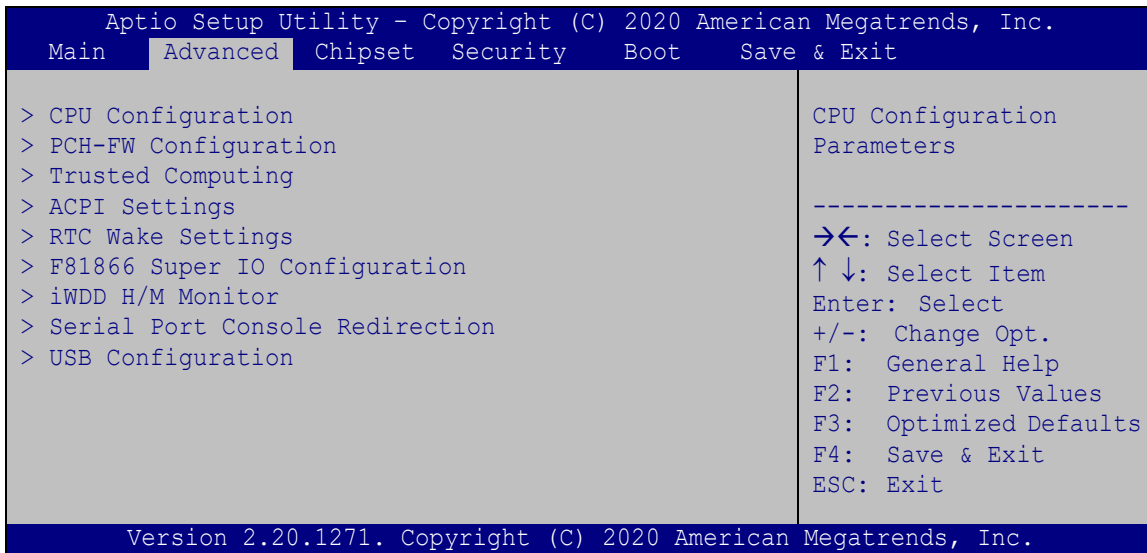 Aptio Setup Utility – Copyright (C) 2020 American Megatrends, Inc.
Main Advanced Chipset Security Boot Save & Exit
> CPU Configuration
> PCH-FW Configuration
> Trusted Computing
> ACPI Settings
> RTC Wake Settings
> F81866 Super IO Configuration
> iWDD H/M Monitor
> Serial Port Console Redirection
> USB Configuration
CPU Configuration
Parameters
----------------------
→←: Select Screen
↑ ↓: Select Item
Enter: Select
+/-: Change Opt.
F1: General Help
F2: Previous Values
F3: Optimized Defaults
F4: Save & Exit
ESC: Exit
Version 2.20.1271. Copyright (C) 2020 American Megatrends, Inc.